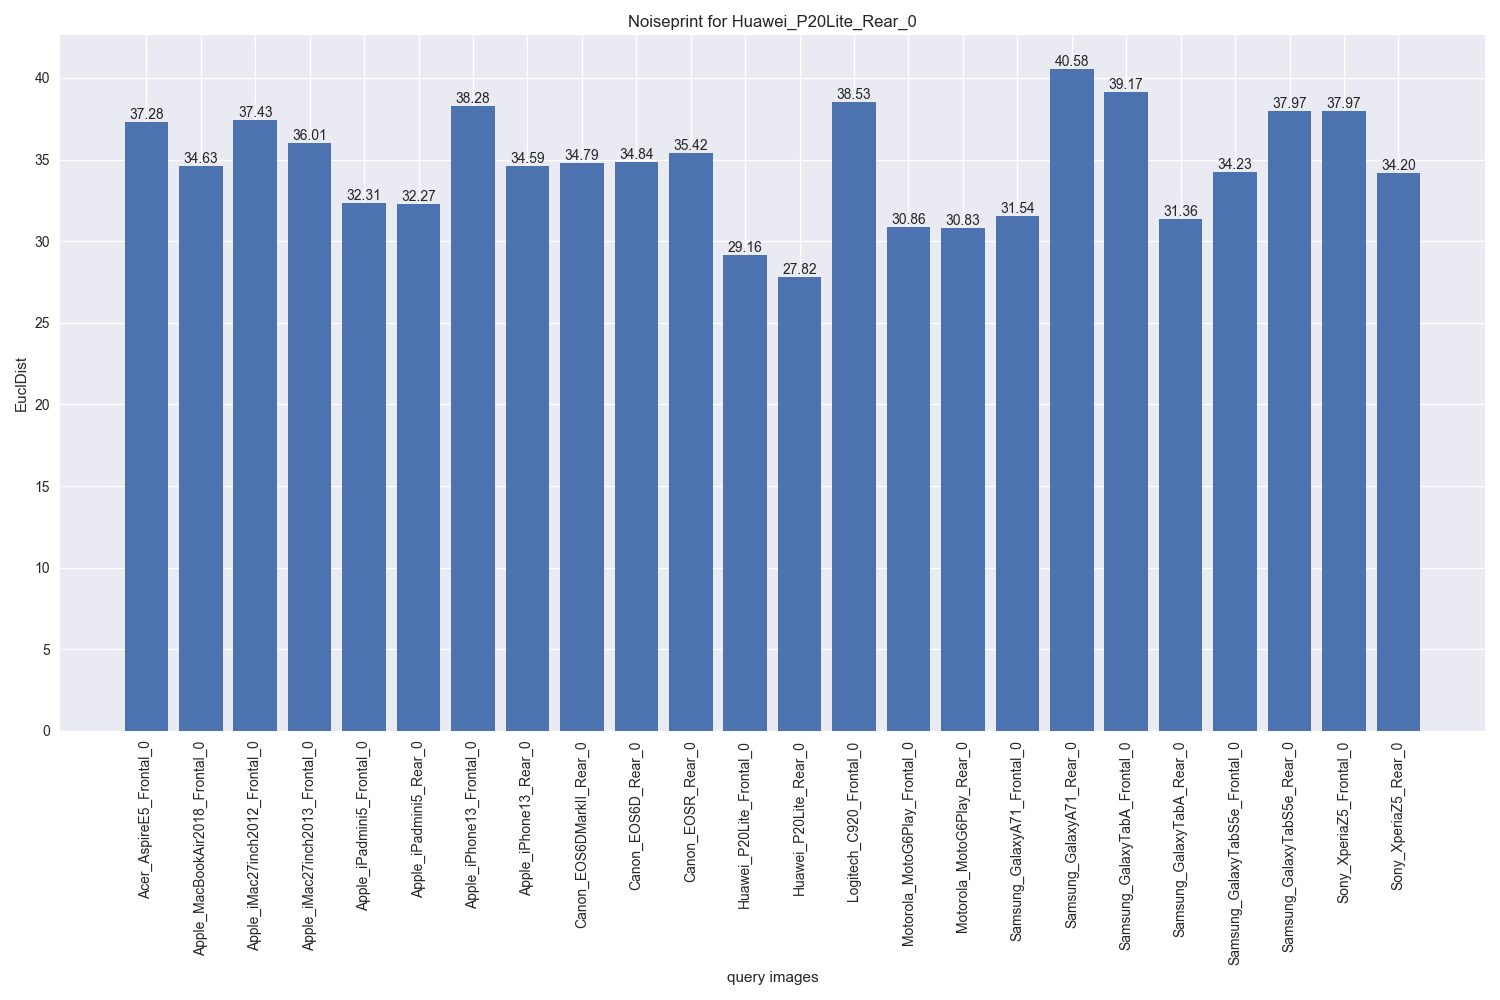 Noiseprint for Huawei_P20Lite_Rear_0
EuclDist
40
35
30
25
20
15
10
5
0
37.28
34.63
37.43
36.01
32.31
32.27
38.28
34.59
34.79
34.84
35.42
29.16
27.82
38.53
30.86
30.83
31.54
40.58
39.17
31.36
34.23
37.97
37.97
34.20
Acer_AspireE5_Frontal_0
Apple_MacBookAir2018_Frontal_0
Apple_iMac27inch2012_Frontal_0
Apple_iMac27inch2013_Frontal_0
Apple_iPadmini5_Frontal_0
Apple_iPadmini5_Rear_0
Apple_iPhone13_Frontal_0
Apple_iPhone13_Rear_0
Canon_EOS6DMarkII_Rear_0
Canon_EOS6D_Rear_0
Canon_EOSR_Rear_0
Huawei_P20Lite_Frontal_0
Huawei_P20Lite_Rear_0
Logitech_C920_Frontal_0
Motorola_MotoG6Play_Frontal_0
Motorola_MotoG6Play_Rear_0
Samsung_GalaxyA71_Frontal_0
Samsung_GalaxyA71_Rear_0
Samsung_GalaxyTabA_Frontal_0
Samsung_GalaxyTabA_Rear_0
Samsung_GalaxyTabS5e_Frontal_0
Samsung_GalaxyTabS5e_Rear_0
Sony_XperiaZ5_Frontal_0
Sony_XperiaZ5_Rear_0
query images